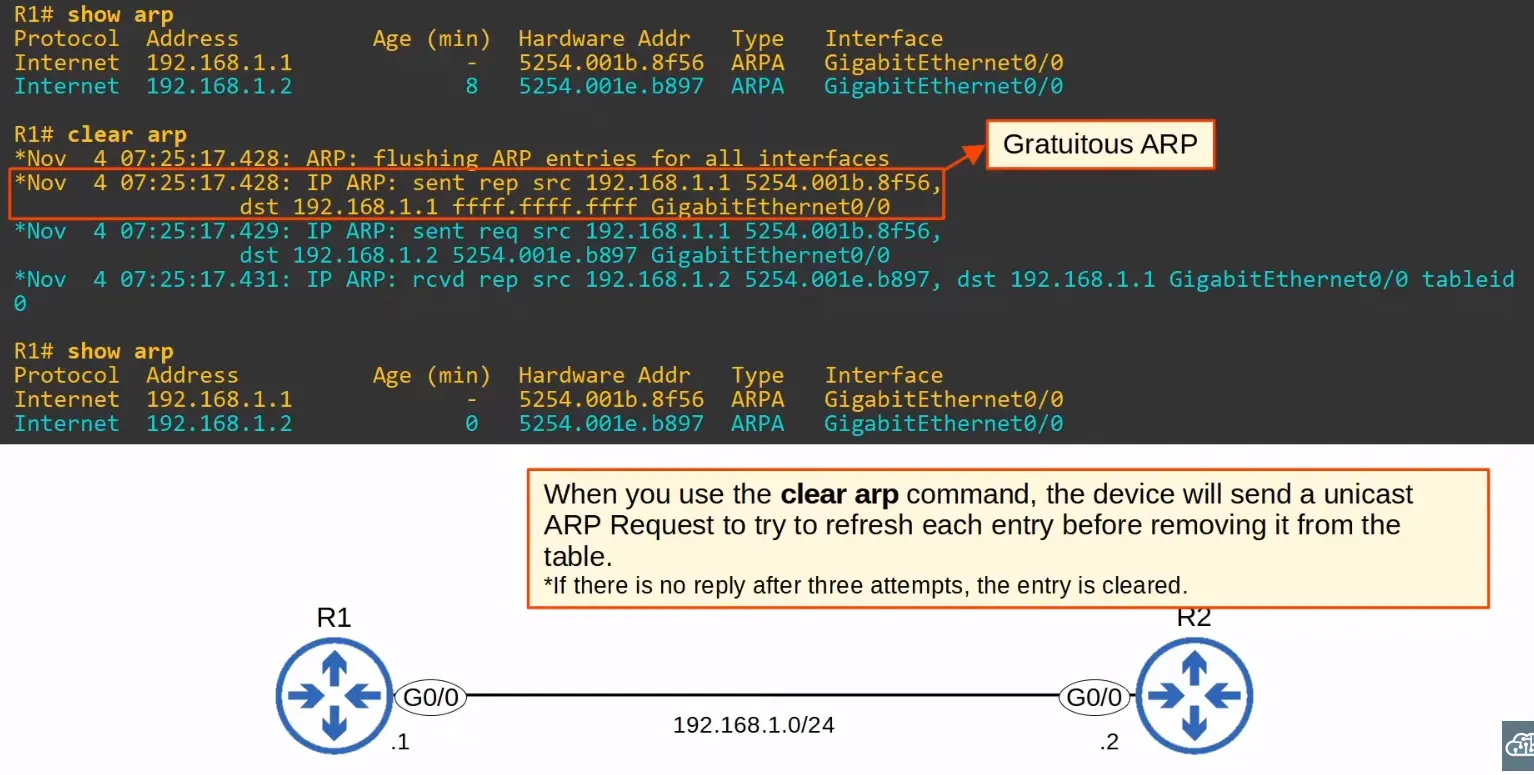 R1# show arp
Protocol  Address          Age (min)  Hardware Addr   Type   Interface
Internet  192.168.1.1             -   5254.001b.8f56  ARPA   GigabitEthernet0/0
Internet  192.168.1.2             8   5254.001e.b897  ARPA   GigabitEthernet0/0
R1# clear arp
*Nov  4 07:25:17.428: ARP: flushing ARP entries for all interfaces
Gratuitous ARP
*Nov  4 07:25:17.428: IP ARP: sent rep src 192.168.1.1 5254.001b.8f56,
dst 192.168.1.1 ffff.ffff.ffff GigabitEthernet0/0
*Nov  4 07:25:17.429: IP ARP: sent req src 192.168.1.1 5254.001b.8f56,
dst 192.168.1.2 5254.001e.b897 GigabitEthernet0/0
*Nov  4 07:25:17.431: IP ARP: rcvd rep src 192.168.1.2 5254.001e.b897, dst 192.168.1.1 GigabitEthernet0/0 tableid
0
R1# show arp
Protocol  Address          Age (min)  Hardware Addr   Type   Interface
Internet  192.168.1.1             -   5254.001b.8f56  ARPA   GigabitEthernet0/0
Internet  192.168.1.2             0   5254.001e.b897  ARPA   GigabitEthernet0/0
When you use the clear arp command, the device will send a unicast
ARP Request to try to refresh each entry before removing it from the
table.
*If there is no reply after three attempts, the entry is cleared.
R1
R2
G0/0
G0/0
192.168.1.0/24
.1
.2